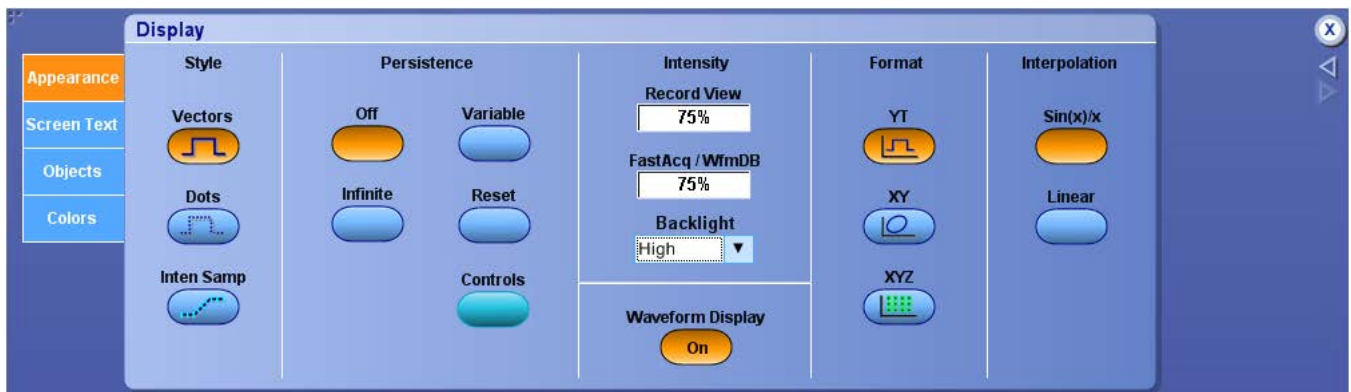 Display
Appearance
Screen Text
Objects
Colors
Style
Vectors
Dots
Inten Samp
Persistence
Off
Variable
Infinite
Reset
Controls
Intensity
Record View
75%
FastAcq / WfmDB
75%
Backlight
High
Waveform Display
On
Format
YT
XY
XYZ
Interpolation
Sin(x)/x
Linear
X